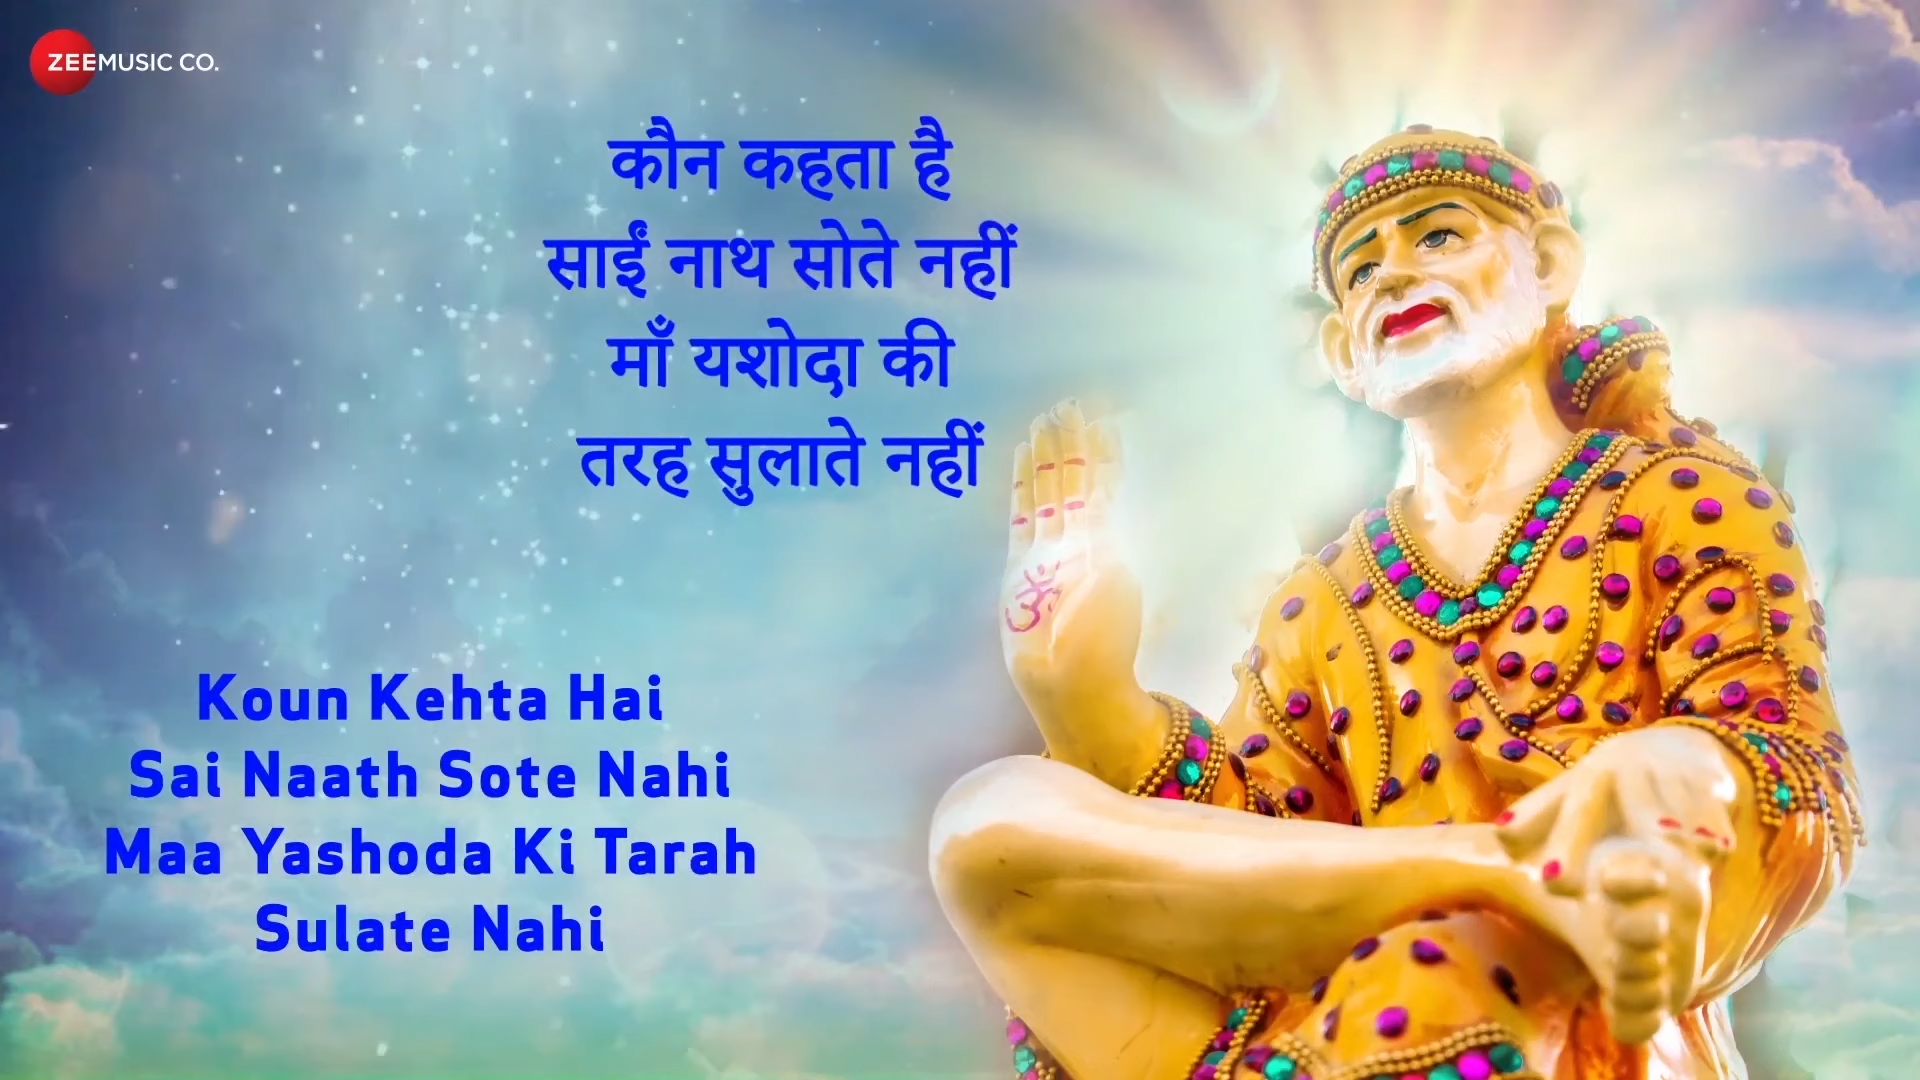 ZEEMUSIC CO.
कौन कहता है
साईं नाथ सोते नहीं
माँ यशोदा की
तरह सुलाते नहीं
ॐ
Koun Kehta Hai
Sai Naath Sote Nahi
Maa Yashoda Ki Tarah
Sulate Nahi